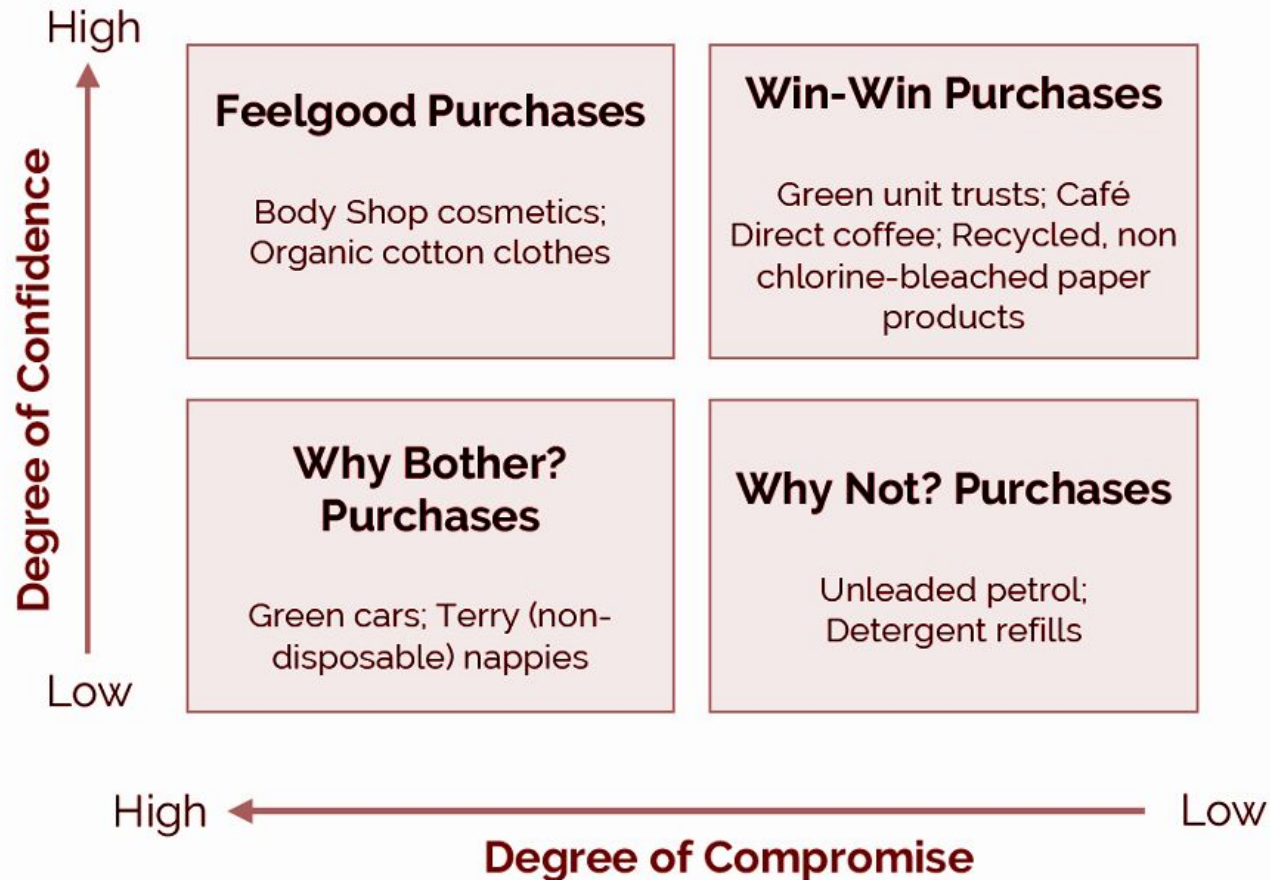 High
Degree of Confidence
Low
Feelgood Purchases
Body Shop cosmetics;
Organic cotton clothes
Win-Win Purchases
Green unit trusts; Café
Direct coffee; Recycled, non
chlorine-bleached paper
products
Why Bother?
Purchases
Green cars; Terry (non-
disposable) nappies
Why Not? Purchases
Unleaded petrol;
Detergent refills
High
Low
Degree of Compromise